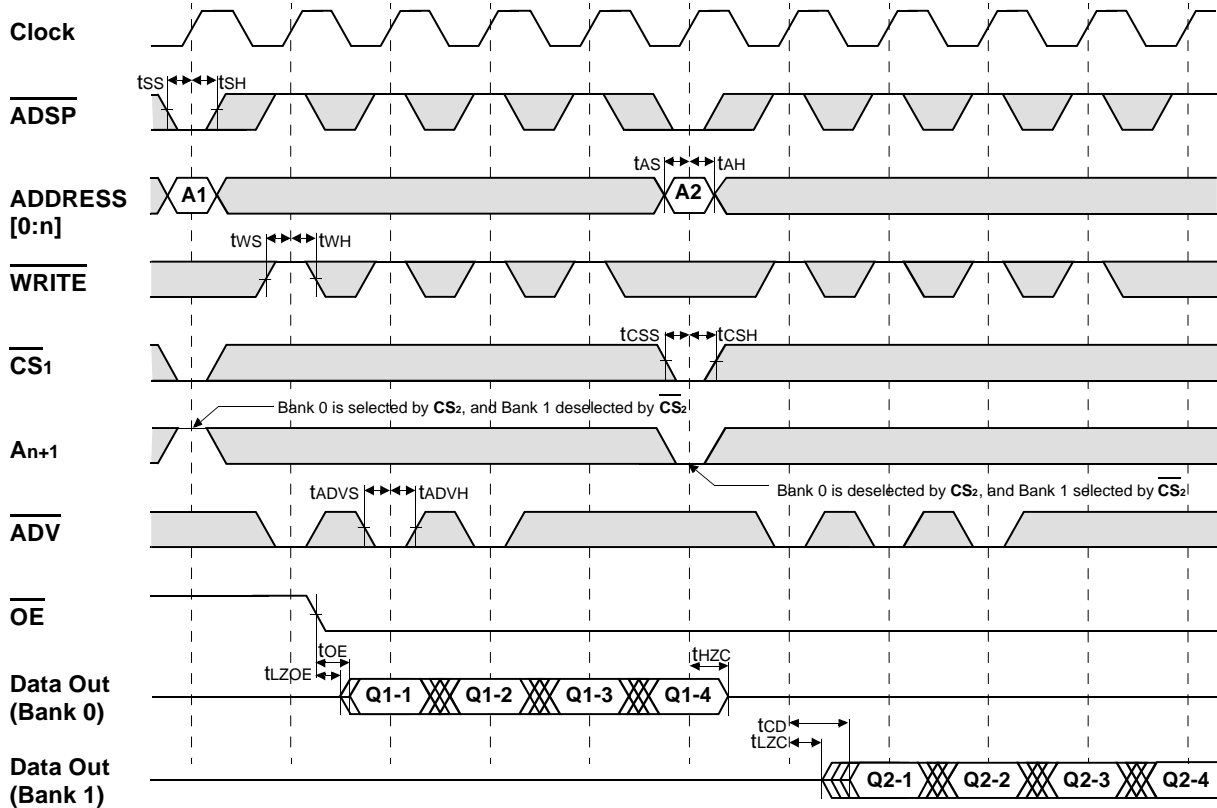 Clock
tSS tSH
ADSP
tAS tAH
ADDRESS
[0:n]
A1 A2
tWS tWH
WRITE
tCSS tCSH
CS1
Bank 0 is selected by CS2, and Bank 1 deselected by CS2
An+1
Bank 0 is deselected by CS2, and Bank 1 selected by CS2
tADVS tADVH
ADV
OE
tOE tHZC
tLZOE
Data Out
(Bank 0)
Q1-1 Q1-2 Q1-3 Q1-4
tCD
tLZC
Data Out
(Bank 1)
Q2-1 Q2-2 Q2-3 Q2-4